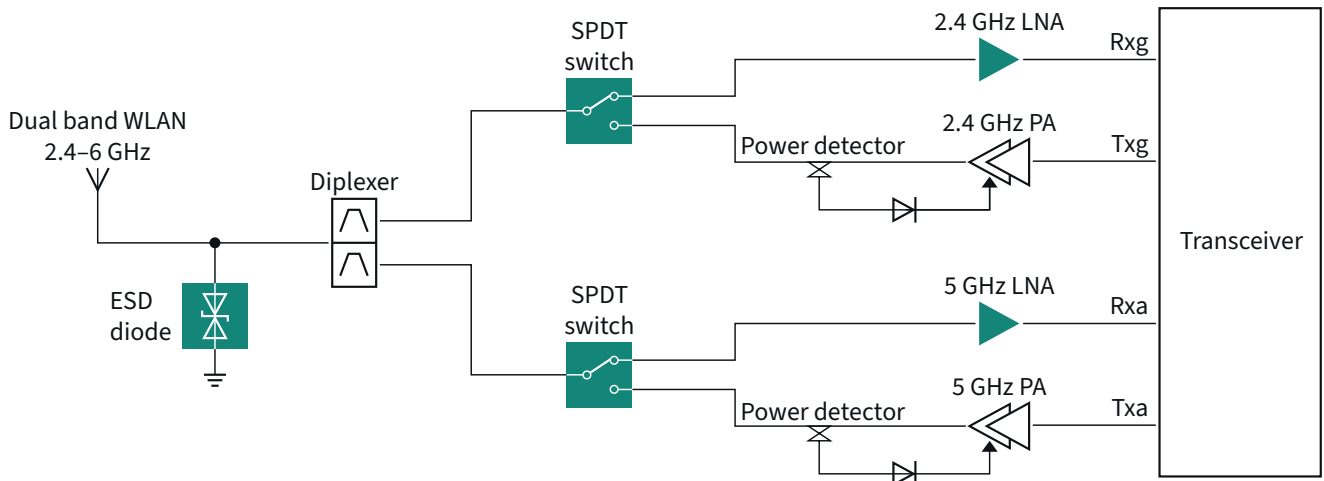 Dual band WLAN
2.4–6 GHz
ESD
diode
Diplexer
SPDT
switch
2.4 GHz LNA
Rxg
Power detector
2.4 GHz PA
Txg
SPDT
switch
5 GHz LNA
Rxa
Power detector
5 GHz PA
Txa
Transceiver